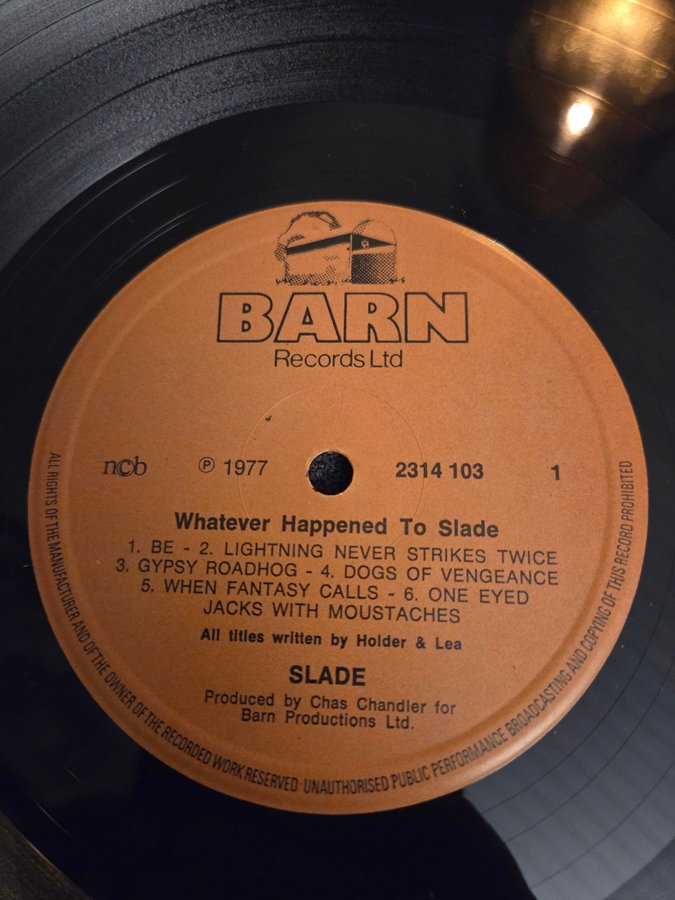 BARN
Records Ltd
ncb
℗ 1977
2314 103
1
Whatever Happened To Slade
1. BE - 2. LIGHTNING NEVER STRIKES TWICE
3. GYPSY ROADHOG - 4. DOGS OF VENGEANCE
5. WHEN FANTASY CALLS - 6. ONE EYED
JACKS WITH MOUSTACHES
All titles written by Holder & Lea
SLADE
Produced by Chas Chandler for
Barn Productions Ltd.
ALL RIGHTS OF THE MANUFACTURER AND OF THE OWNER OF THE RECORDED WORK RESERVED · UNAUTHORISED PUBLIC PERFORMANCE BROADCASTING AND COPYING OF THIS RECORD PROHIBITED